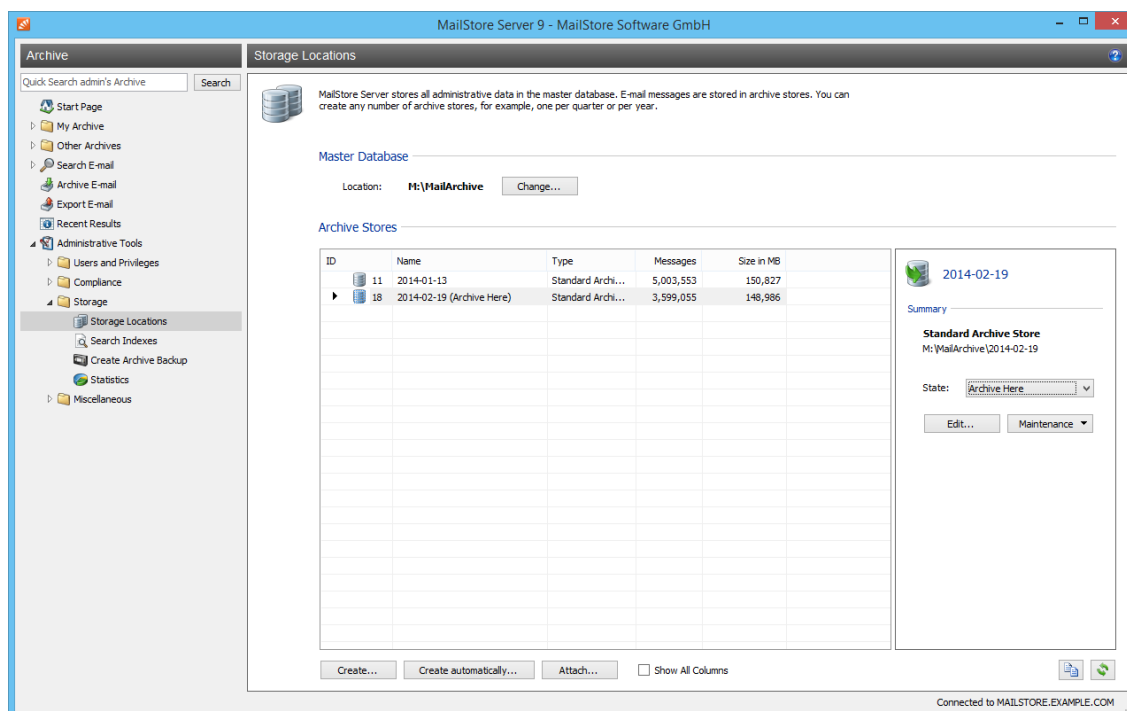 MailStore Server 9 - MailStore Software GmbH
Archive
Storage Locations
Quick Search admin's Archive
Search
Start Page
My Archive
Other Archives
Search E-mail
Archive E-mail
Export E-mail
Recent Results
Administrative Tools
Users and Privileges
Compliance
Storage
Storage Locations
Search Indexes
Create Archive Backup
Statistics
Miscellaneous
MailStore Server stores all administrative data in the master database. E-mail messages are stored in archive stores. You can
create any number of archive stores, for example, one per quarter or per year.
Master Database
Location: M:\MailArchive Change...
Archive Stores
ID Name Type Messages Size in MB
11 2014-01-13 Standard Archi... 5,003,553 150,827
18 2014-02-19 (Archive Here) Standard Archi... 3,599,055 148,986
2014-02-19
Summary
Standard Archive Store
M:\MailArchive\2014-02-19
State: Archive Here
Edit... Maintenance
Create... Create automatically... Attach... Show All Columns
Connected to MAILSTORE.EXAMPLE.COM